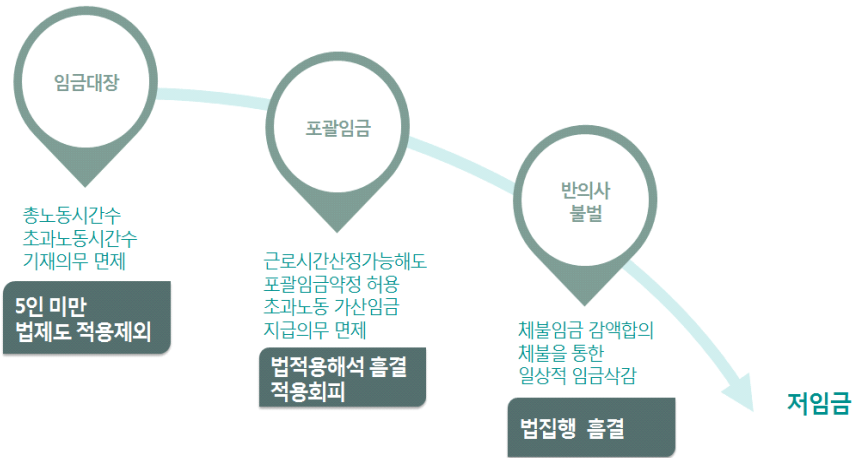 임금대장
총노동시간수
초과노동시간수
기재의무 면제
5인 미만
법제도 적용제외
포괄임금
근로시간산정가능해도
포괄임금약정 허용
초과노동 가산임금
지급의무 면제
법적용해석 흠결
적용회피
반의사
불벌
체불임금 감액합의
체불을 통한
일상적 임금삭감
법집행 흠결
저임금